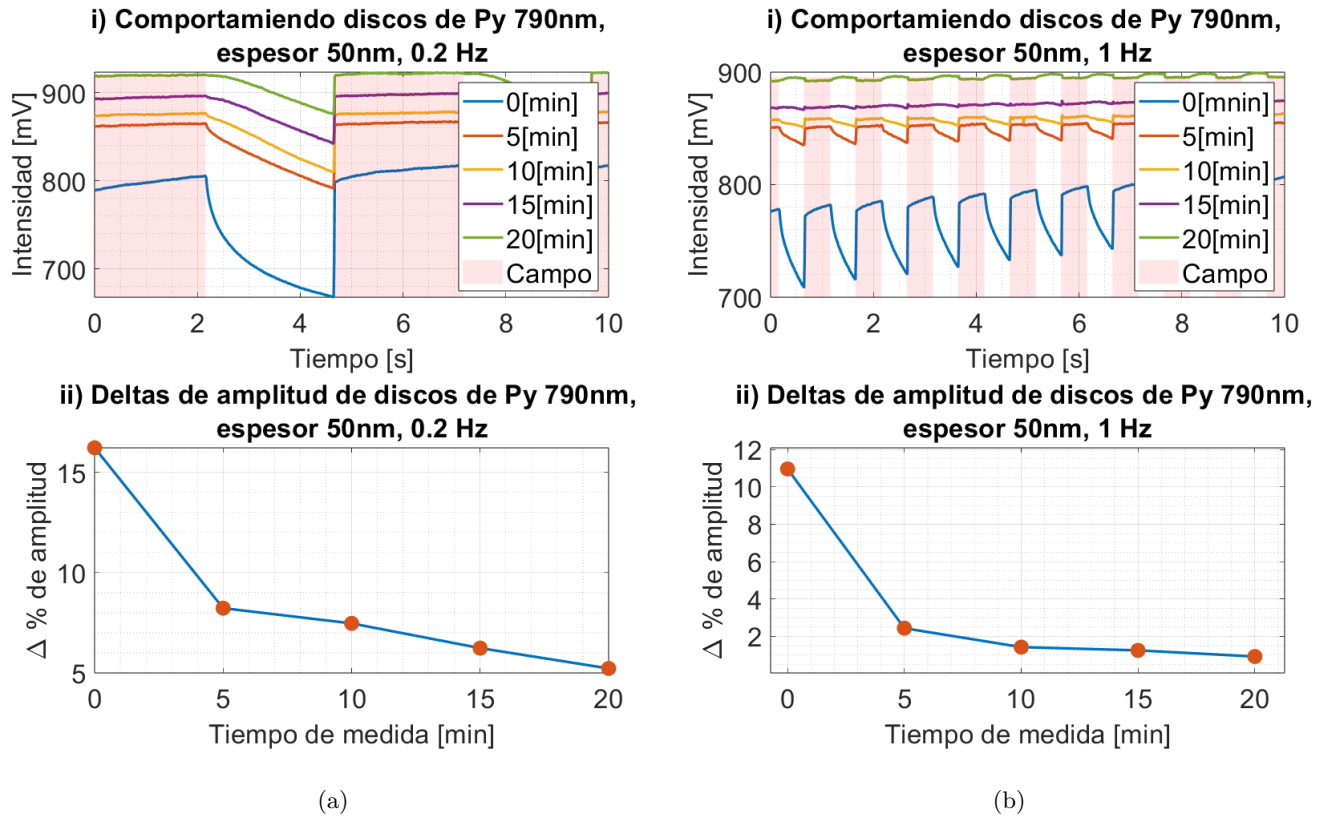 i) Comportamiendo discos de Py 790nm,
espesor 50nm, 0.2 Hz
900
800
700
Intensidad [mV]
0[min]
5[min]
10[min]
15[min]
20[min]
Campo
0 2 4 6 8 10
Tiempo [s]
ii) Deltas de amplitud de discos de Py 790nm,
espesor 50nm, 0.2 Hz
15
10
5
Δ % de amplitud
0 5 10 15 20
Tiempo de medida [min]
(a)
i) Comportamiendo discos de Py 790nm,
espesor 50nm, 1 Hz
900
800
700
Intensidad [mV]
0[mnin]
5[min]
10[min]
15[min]
20[min]
Campo
0 2 4 6 8 10
Tiempo [s]
ii) Deltas de amplitud de discos de Py 790nm,
espesor 50nm, 1 Hz
12
10
8
6
4
2
Δ % de amplitud
0 5 10 15 20
Tiempo de medida [min]
(b)